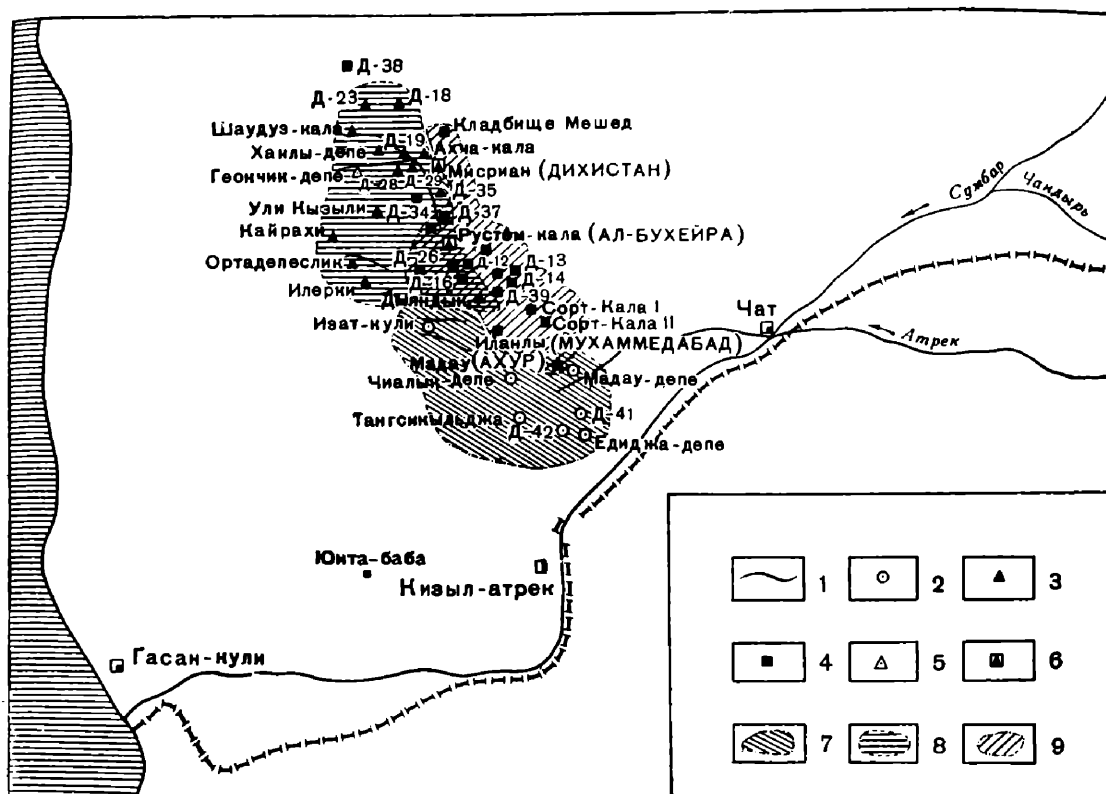 Д-38
Д-23 Д-18
Шаудуз-кала Кладбище Мешед
Ханлы-депе Д-19 Ахча-кала
Геокчик-депе Д-28 Д-29 Мисриан (ДИХИСТАН)
Д-35
Ули Кызыли Д-34 Д-37
Кайрахи Рустем-кала (АЛ-БУХЕЙРА)
Ортадепеслик Д-26 Д-12 Д-13
Д-16 Д-14
Илерки Д-39
Сорт-Кала I
Изат-кули Сорт-Кала II
Иланлы (МУХАММЕДАБАД)
Мадау (АХУР)
Чиалык-депе Мадау-депе
Тангсикыльджа Д-41
Д-42
Едиджа-депе
Сумбар
Чандырь
Чат
Атрек
Юнта-баба
Кизыл-атрек
Гасан-кули
1 2 3
4 5 6
7 8 9